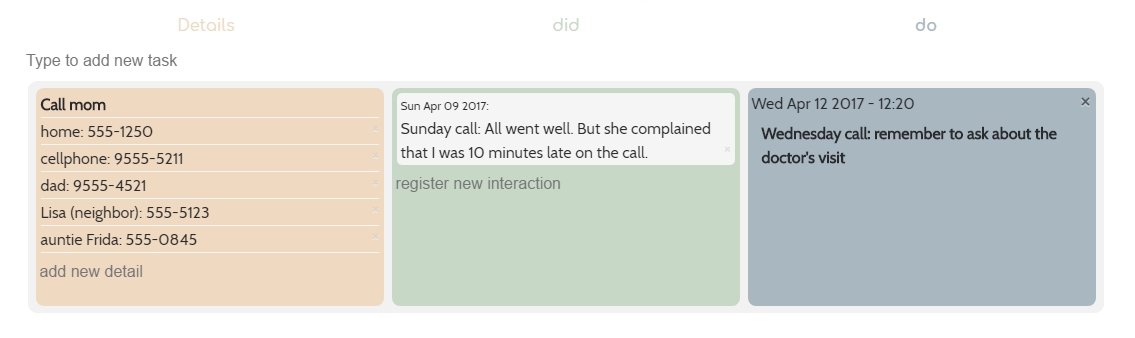 Details did do
Type to add new task
Call mom
home: 555-1250
cellphone: 9555-5211
dad: 9555-4521
Lisa (neighbor): 555-5123
auntie Frida: 555-0845
add new detail
Sun Apr 09 2017:
Sunday call: All went well. But she complained
that I was 10 minutes late on the call.
register new interaction
Wed Apr 12 2017 - 12:20
Wednesday call: remember to ask about the
doctor's visit